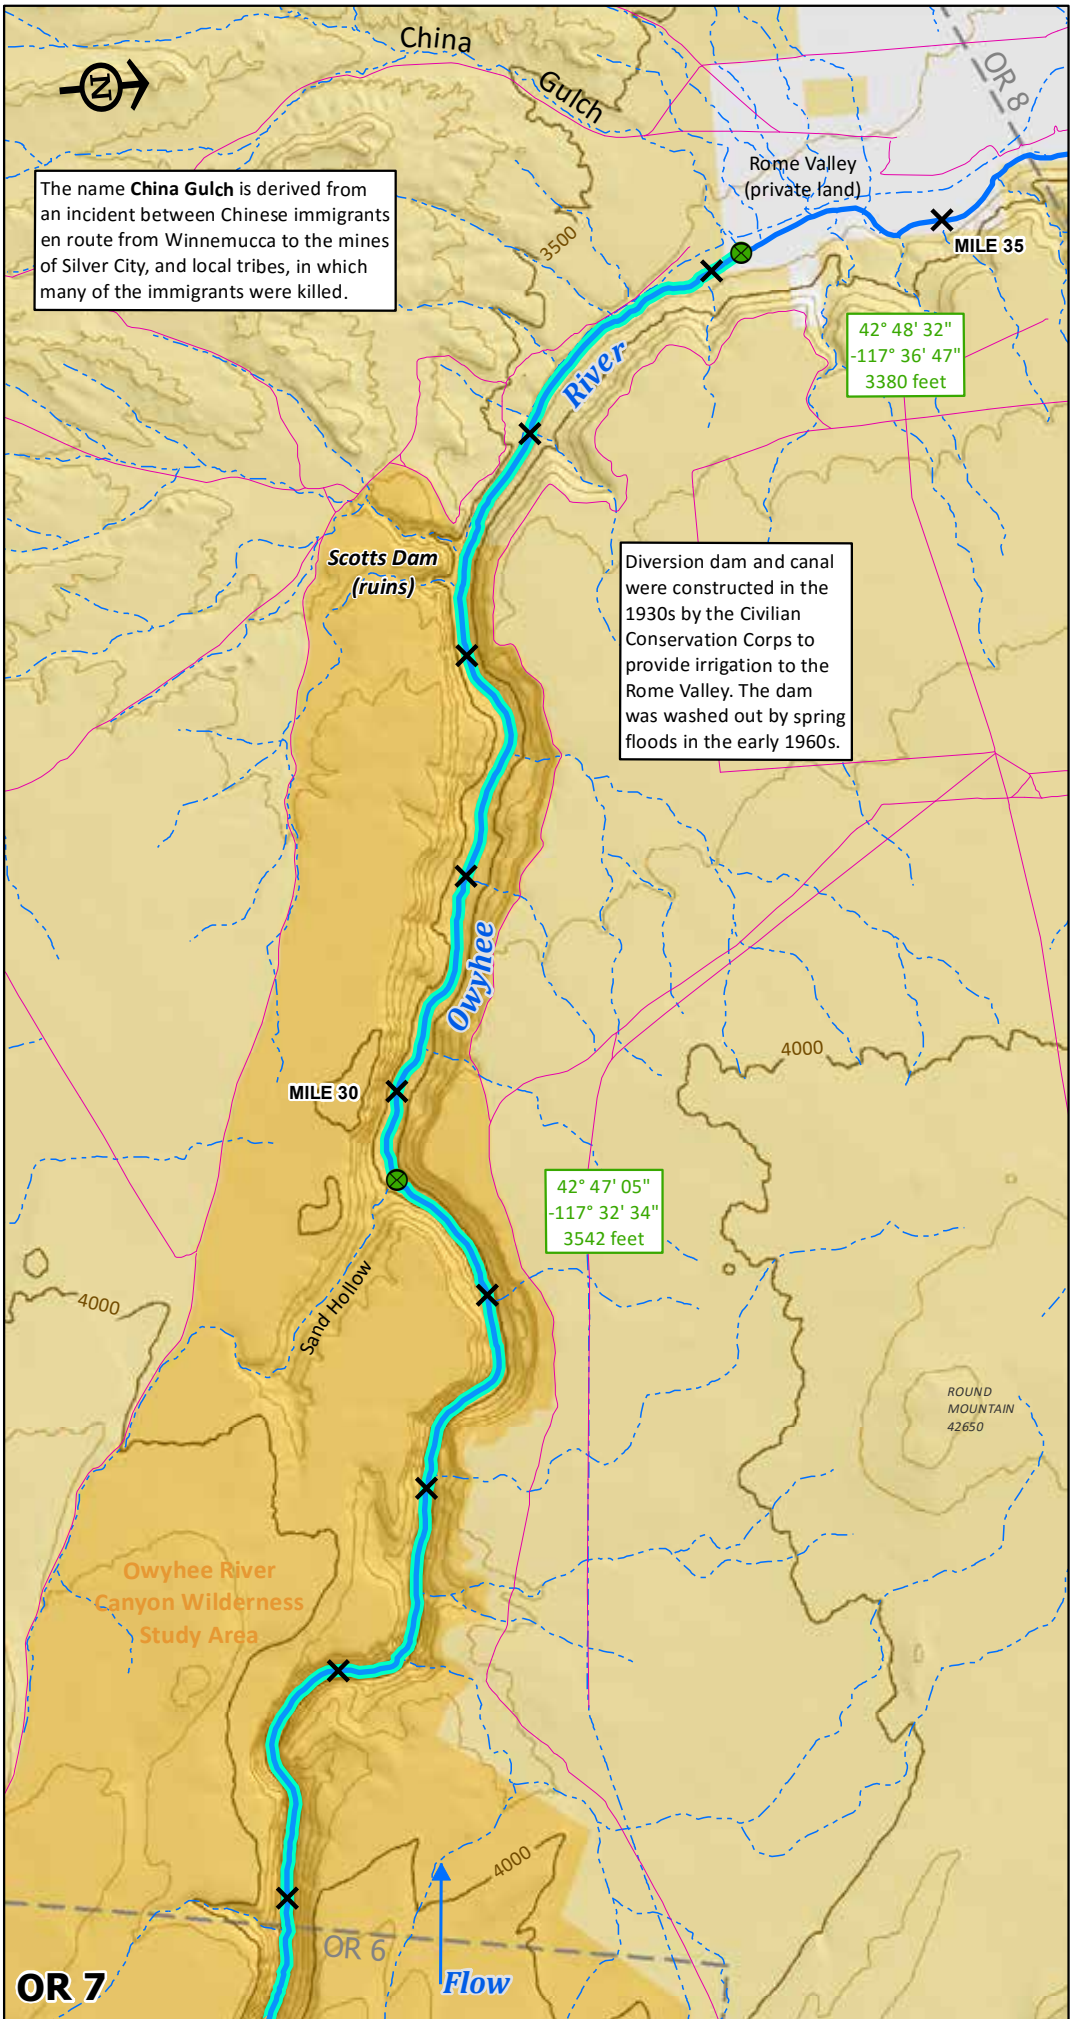 China
Gulch
OR 8
N
Rome Valley
(private land)
The name China Gulch is derived from
an incident between Chinese immigrants
en route from Winnemucca to the mines
of Silver City, and local tribes, in which
many of the immigrants were killed.
3500
MILE 35
42° 48' 32"
-117° 36' 47"
3380 feet
River
Scotts Dam
(ruins)
Diversion dam and canal
were constructed in the
1930s by the Civilian
Conservation Corps to
provide irrigation to the
Rome Valley. The dam
was washed out by spring
floods in the early 1960s.
Owyhee
4000
MILE 30
42° 47' 05"
-117° 32' 34"
3542 feet
Sand Hollow
4000
ROUND
MOUNTAIN
42650
Owyhee River
Canyon Wilderness
Study Area
4000
OR 6
Flow
OR 7